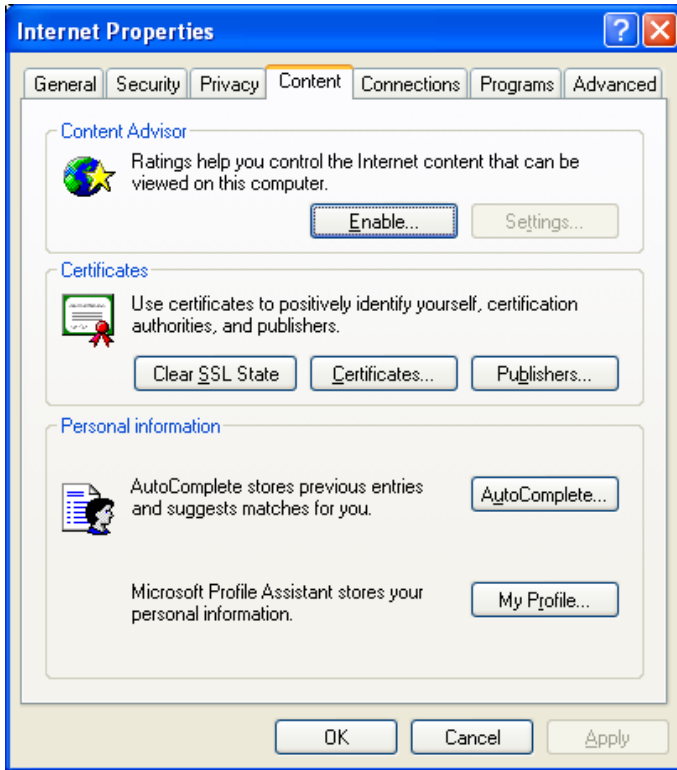 Internet Properties
General Security Privacy Content Connections Programs Advanced
Content Advisor
Ratings help you control the Internet content that can be
viewed on this computer.
Enable... Settings...
Certificates
Use certificates to positively identify yourself, certification
authorities, and publishers.
Clear SSL State Certificates... Publishers...
Personal information
AutoComplete stores previous entries
and suggests matches for you.
AutoComplete...
Microsoft Profile Assistant stores your
personal information.
My Profile...
OK Cancel Apply